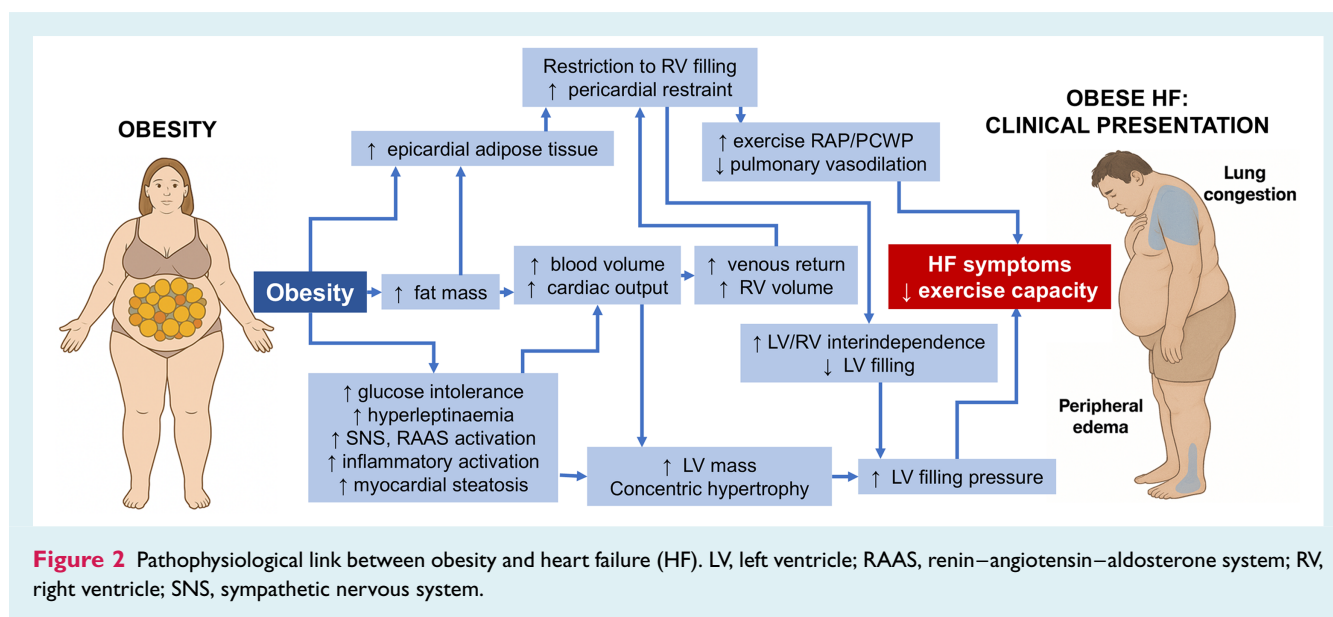 OBESITY
Obesity
↑ fat mass
↑ epicardial adipose tissue
Restriction to RV filling
↑ pericardial restraint
↑ exercise RAP/PCWP
↓ pulmonary vasodilation
↑ blood volume
↑ cardiac output
↑ venous return
↑ RV volume
↑ LV/RV interindependence
↓ LV filling
↑ glucose intolerance
↑ hyperleptinaemia
↑ SNS, RAAS activation
↑ inflammatory activation
↑ myocardial steatosis
↑ LV mass
Concentric hypertrophy
↑ LV filling pressure
HF symptoms
↓ exercise capacity
OBESE HF:
CLINICAL PRESENTATION
Lung
congestion
Peripheral
edema
Figure 2 Pathophysiological link between obesity and heart failure (HF). LV, left ventricle; RAAS, renin–angiotensin–aldosterone system; RV,
right ventricle; SNS, sympathetic nervous system.